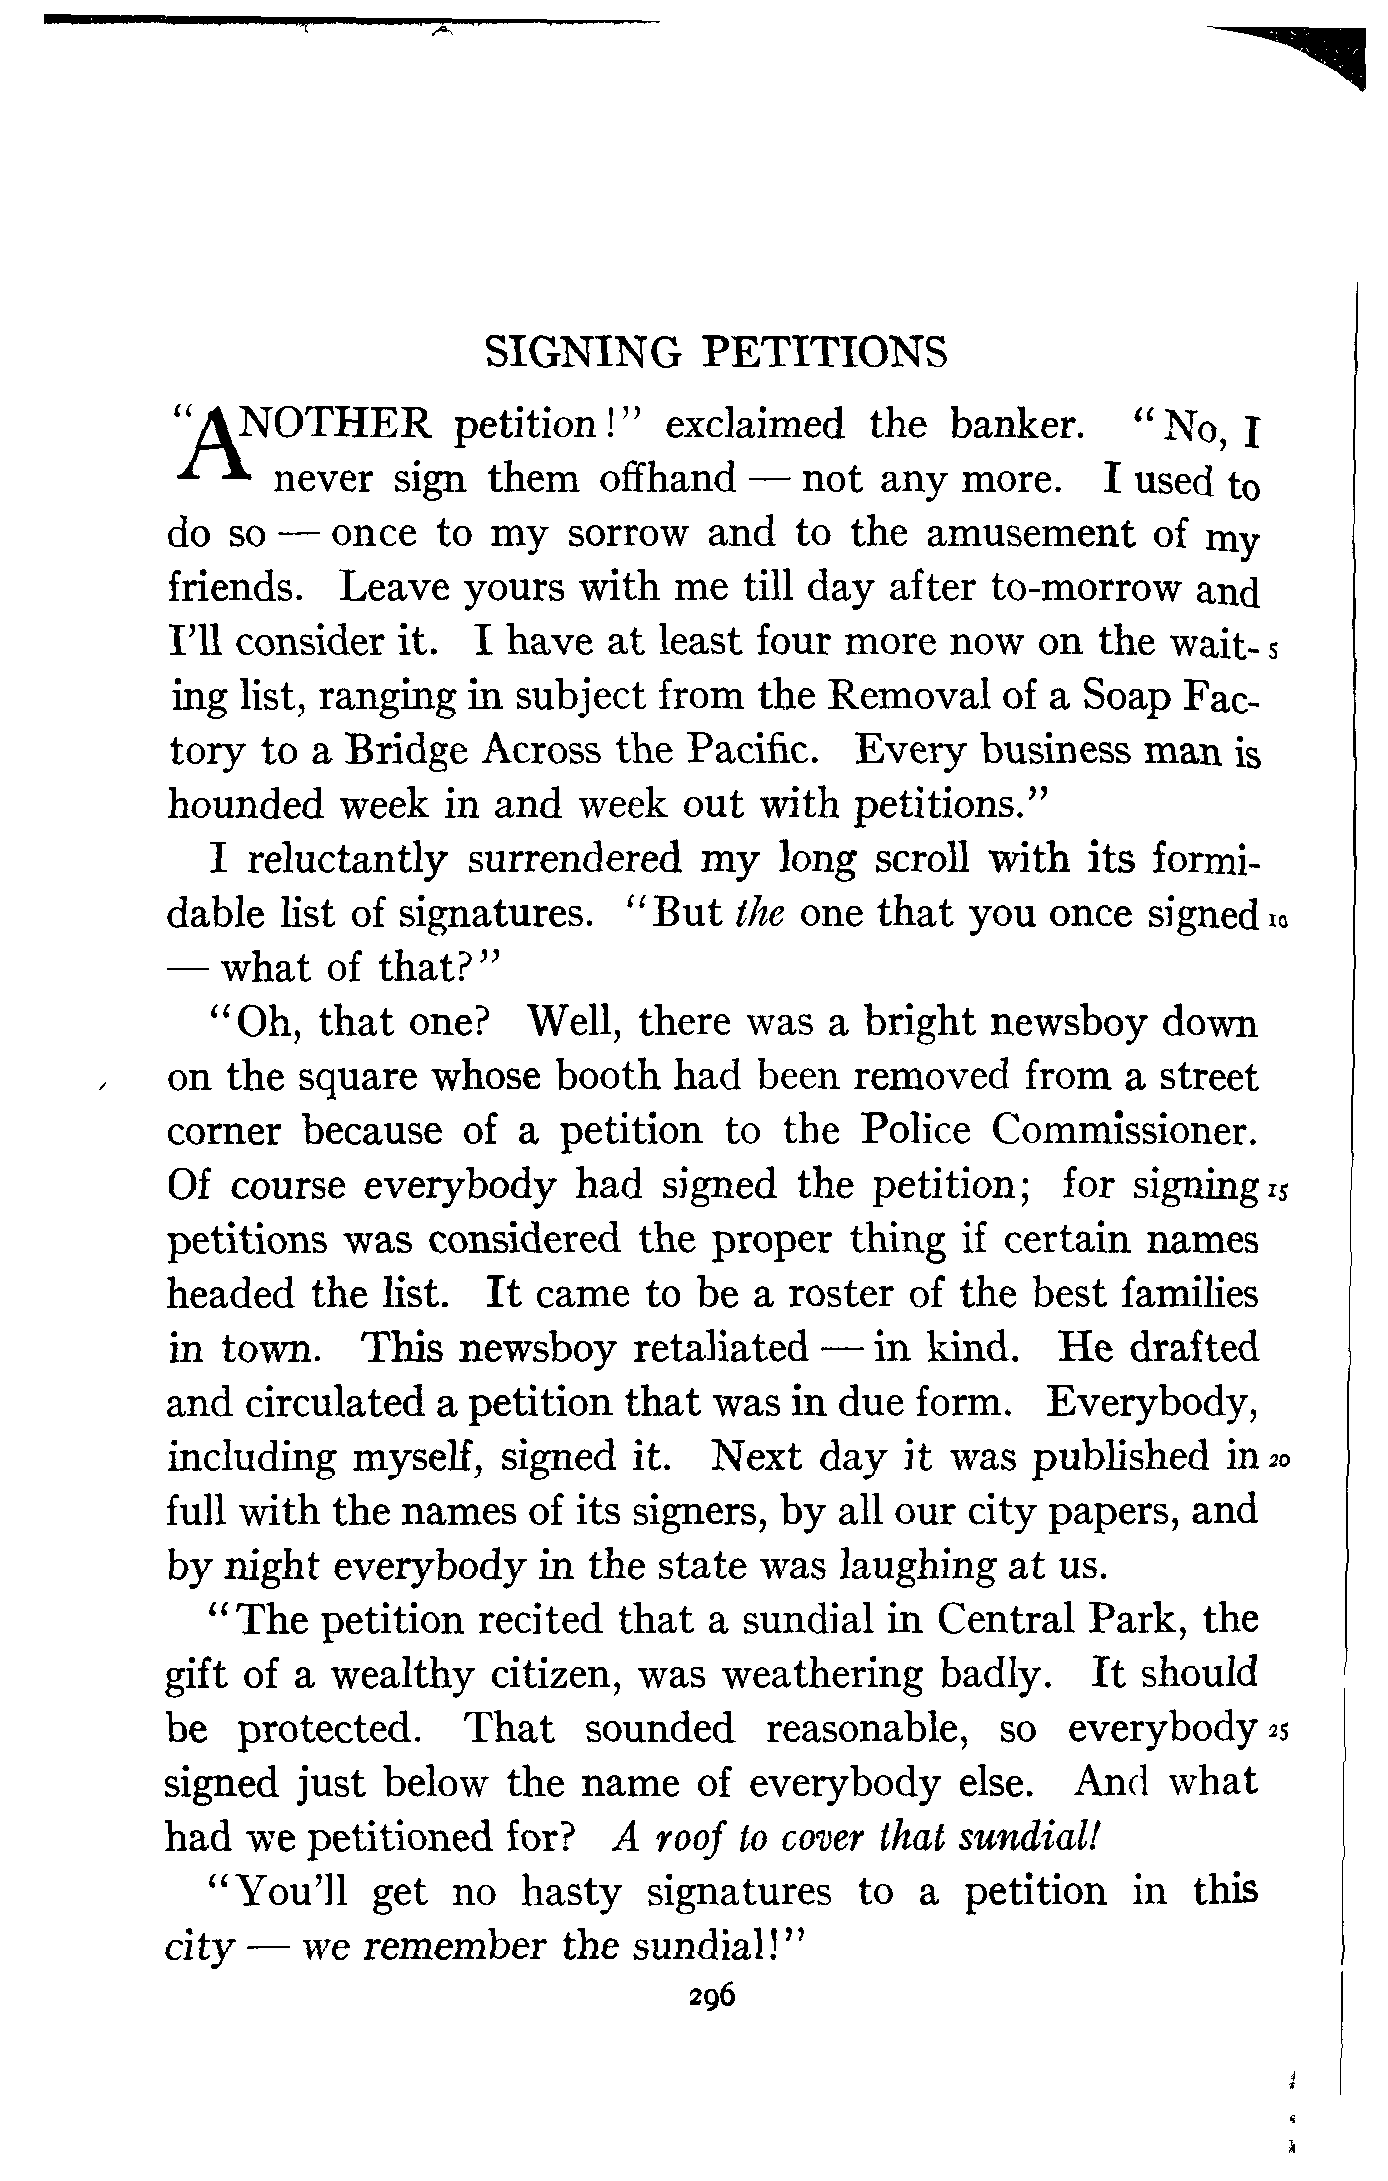 SIGNING PETITIONS
"ANOTHER petition!" exclaimed the banker. "No, I
never sign them offhand — not any more. I used to
do so — once to my sorrow and to the amusement of my
friends. Leave yours with me till day after to-morrow and
I'll consider it. I have at least four more now on the wait- 5
ing list, ranging in subject from the Removal of a Soap Fac-
tory to a Bridge Across the Pacific. Every business man is
hounded week in and week out with petitions."
I reluctantly surrendered my long scroll with its formi-
dable list of signatures. "But the one that you once signed 10
— what of that?"
"Oh, that one? Well, there was a bright newsboy down
on the square whose booth had been removed from a street
corner because of a petition to the Police Commissioner.
Of course everybody had signed the petition; for signing 15
petitions was considered the proper thing if certain names
headed the list. It came to be a roster of the best families
in town. This newsboy retaliated — in kind. He drafted
and circulated a petition that was in due form. Everybody,
including myself, signed it. Next day it was published in 20
full with the names of its signers, by all our city papers, and
by night everybody in the state was laughing at us.
"The petition recited that a sundial in Central Park, the
gift of a wealthy citizen, was weathering badly. It should
be protected. That sounded reasonable, so everybody 25
signed just below the name of everybody else. And what
had we petitioned for? A roof to cover that sundial!
"You'll get no hasty signatures to a petition in this
city — we remember the sundial!"
296